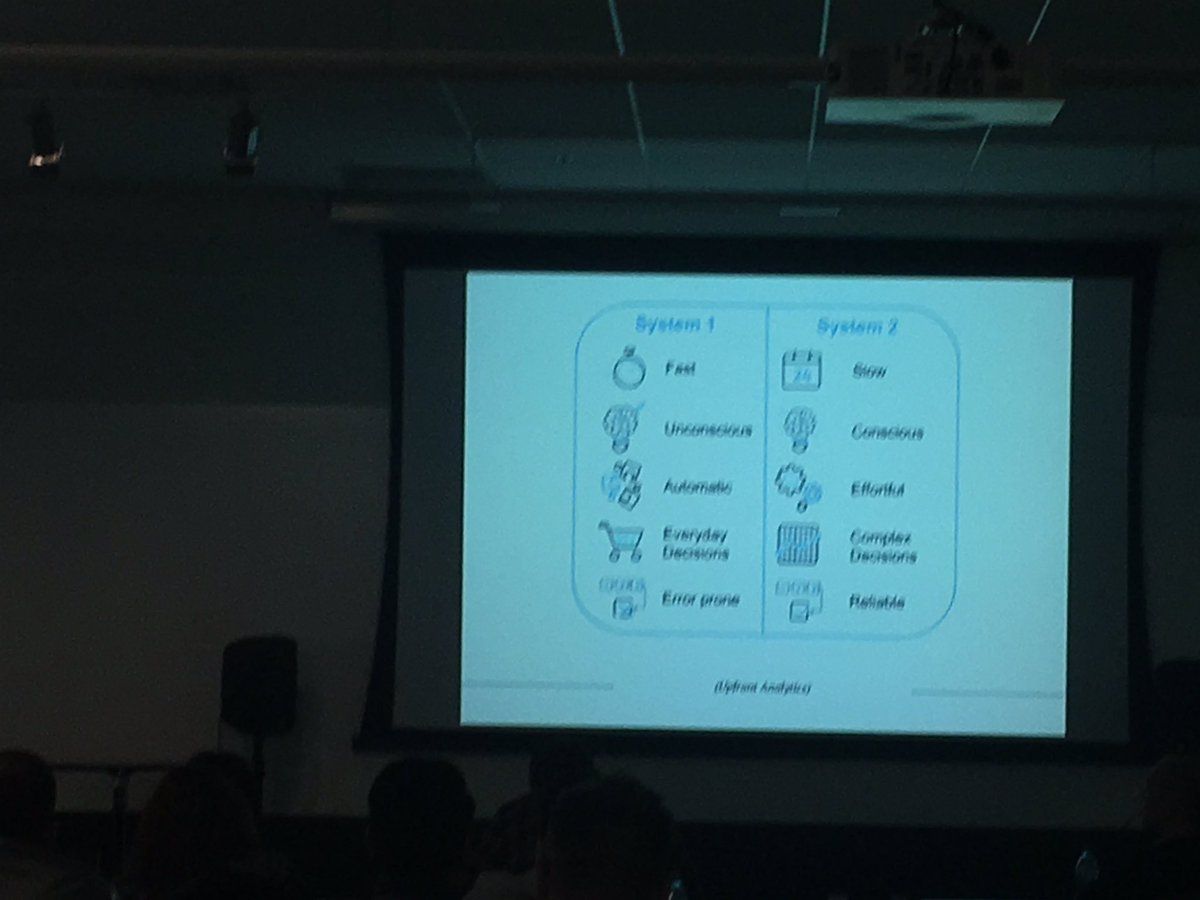 System 1
System 2
Fast
24
Slow
Unconscious
Conscious
Automatic
Effortful
Everyday
Decisions
Complex
Decisions
Error prone
Reliable
(Upfront Analytics)